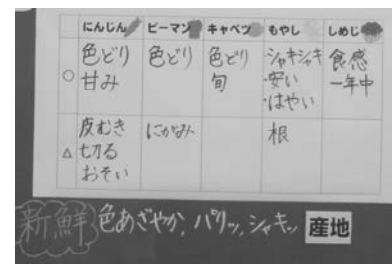 にんじん ピーマン キャベツ もやし しめじ
○ 色どり 甘み 色どり 色どり 旬 シャキシャキ ・安い ・はやい 食感 一年中
△ 皮むき 切る おそい にがみ 根
新鮮 色あざやか, パリッ, シャキッ 産地